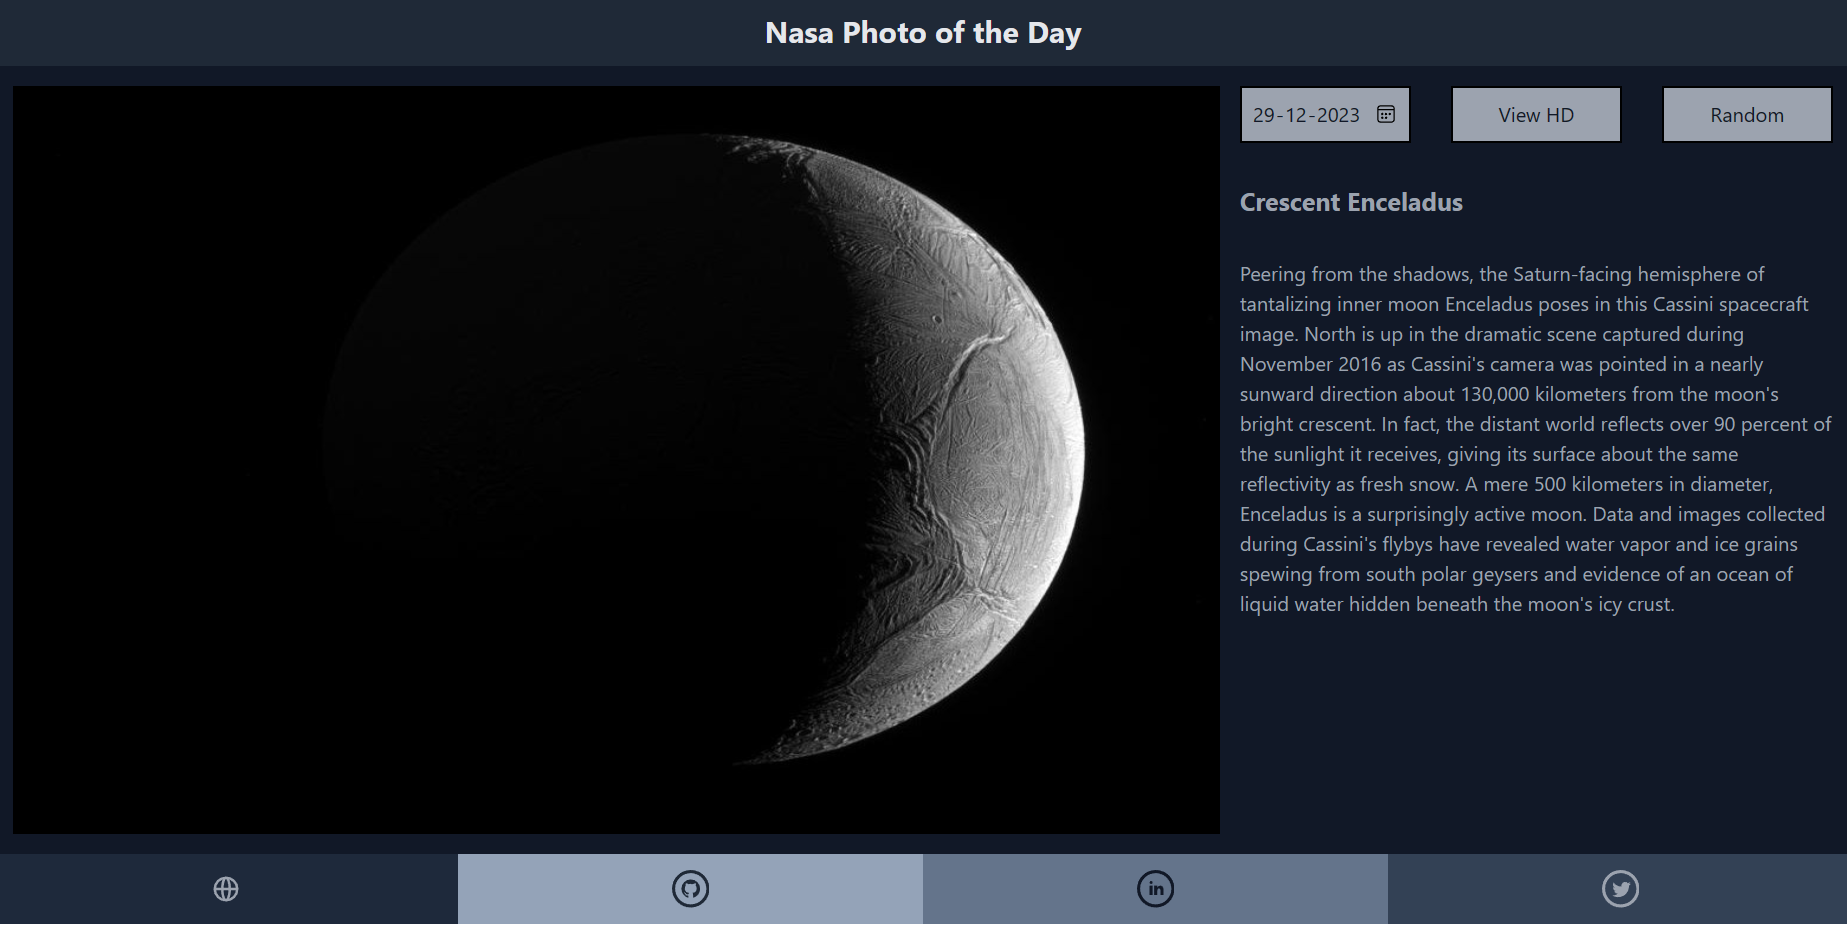 Nasa Photo of the Day
29-12-2023
View HD
Random
Crescent Enceladus
Peering from the shadows, the Saturn-facing hemisphere of
tantalizing inner moon Enceladus poses in this Cassini spacecraft
image. North is up in the dramatic scene captured during
November 2016 as Cassini's camera was pointed in a nearly
sunward direction about 130,000 kilometers from the moon's
bright crescent. In fact, the distant world reflects over 90 percent of
the sunlight it receives, giving its surface about the same
reflectivity as fresh snow. A mere 500 kilometers in diameter,
Enceladus is a surprisingly active moon. Data and images collected
during Cassini's flybys have revealed water vapor and ice grains
spewing from south polar geysers and evidence of an ocean of
liquid water hidden beneath the moon's icy crust.
in